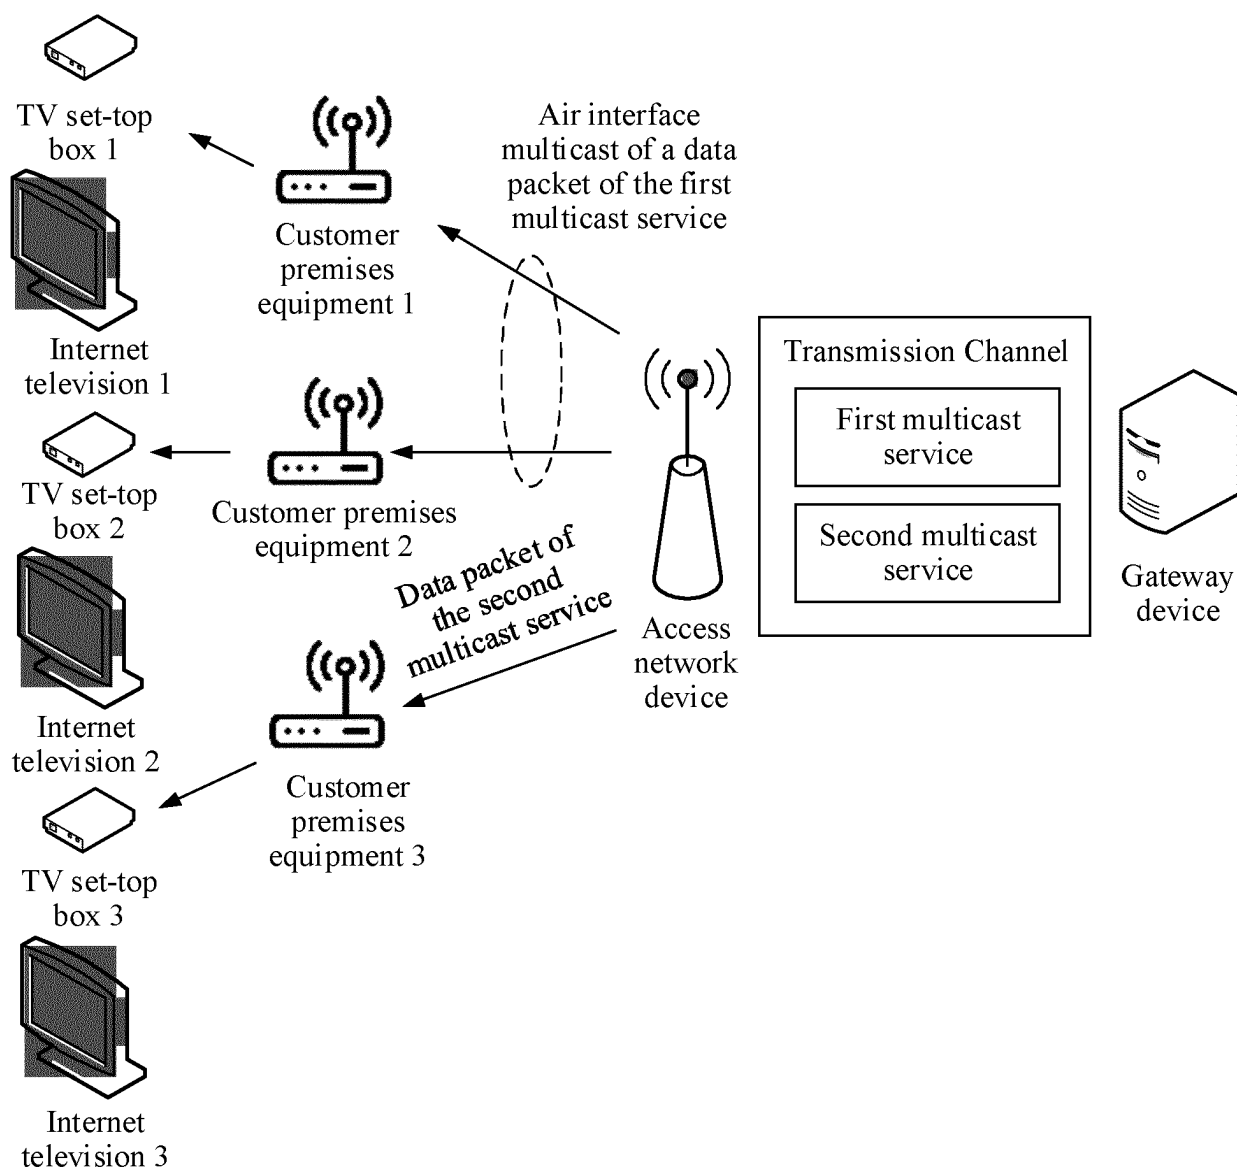 TV set-top
box 1
Internet
television 1
TV set-top
box 2
Internet
television 2
TV set-top
box 3
Internet
television 3
Customer
premises
equipment 1
Customer premises
equipment 2
Customer
premises
equipment 3
Air interface
multicast of a data
packet of the first
multicast service
Data packet of
the second
multicast service
Access
network
device
Transmission Channel
First multicast
service
Second multicast
service
Gateway
device